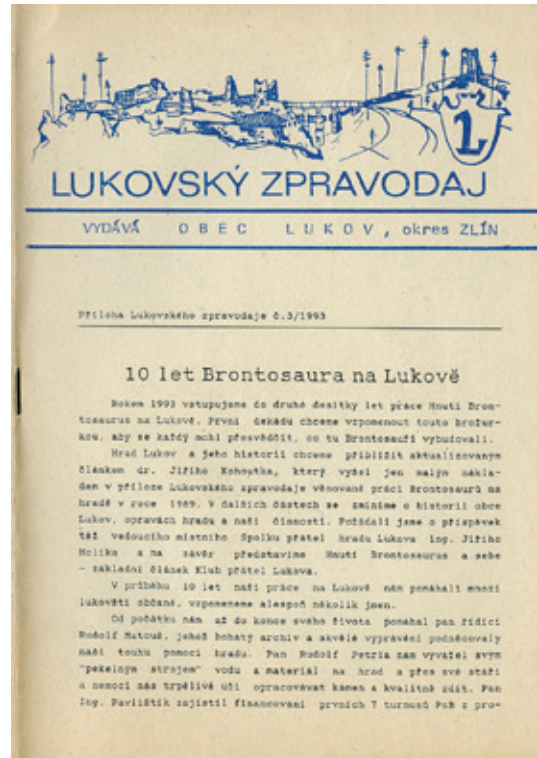 L
LUKOVSKÝ ZPRAVODAJ
VYDÁVÁ OBEC LUKOV, okres ZLÍN
Příloha Lukovského zpravodaje č.3/1993
10 let Brontosaura na Lukově
Rokem 1993 vstupujeme do druhé desítky let práce Hnutí Bron-
tosaurus na Lukově. První dekádu chceme vzpomenout touto brožur-
kou, aby se každý mohl přesvědčit, co tu Brontosauři vybudovali.
Hrad Lukov a jeho historii chceme přiblížit aktualizovaným
článkem dr. Jiřího Kohoutka, který vyšel jen malým nákla-
dem v příloze Lukovského zpravodaje věnované práci Brontosaurů na
hradě v roce 1989. V dalších částech se zmíníme o historii obce
Lukov, opravách hradu a naší činnosti. Požádali jsme o příspěvek
též vedoucího místního Spolku přátel hradu Lukova ing. Jiřího
Holíka a na závěr představíme Hnutí Brontosaurus a sebe
- základní článek Klub přátel Lukova.
V průběhu 10 let naší práce na Lukově nám pomáhali mnozí
lukovští občané, vzpomeneme alespoň několik jmen.
Od počátku nám až do konce svého života pomáhal pan řídící
Rudolf Matouš, jehož bohatý archiv a skvělé vyprávění podněcovaly
naši touhu pomoci hradu. Pan Rudolf Petřla nám vyvážel svým
"pekelným strojem" vodu a materiál na hrad a přes své stáří
a nemoci nás trpělivě učí opracovávat kámen a kvalitně zdít. Pan
Ing. Pavlištík zajistil financování prvních 7 turnusů PsB z pro-